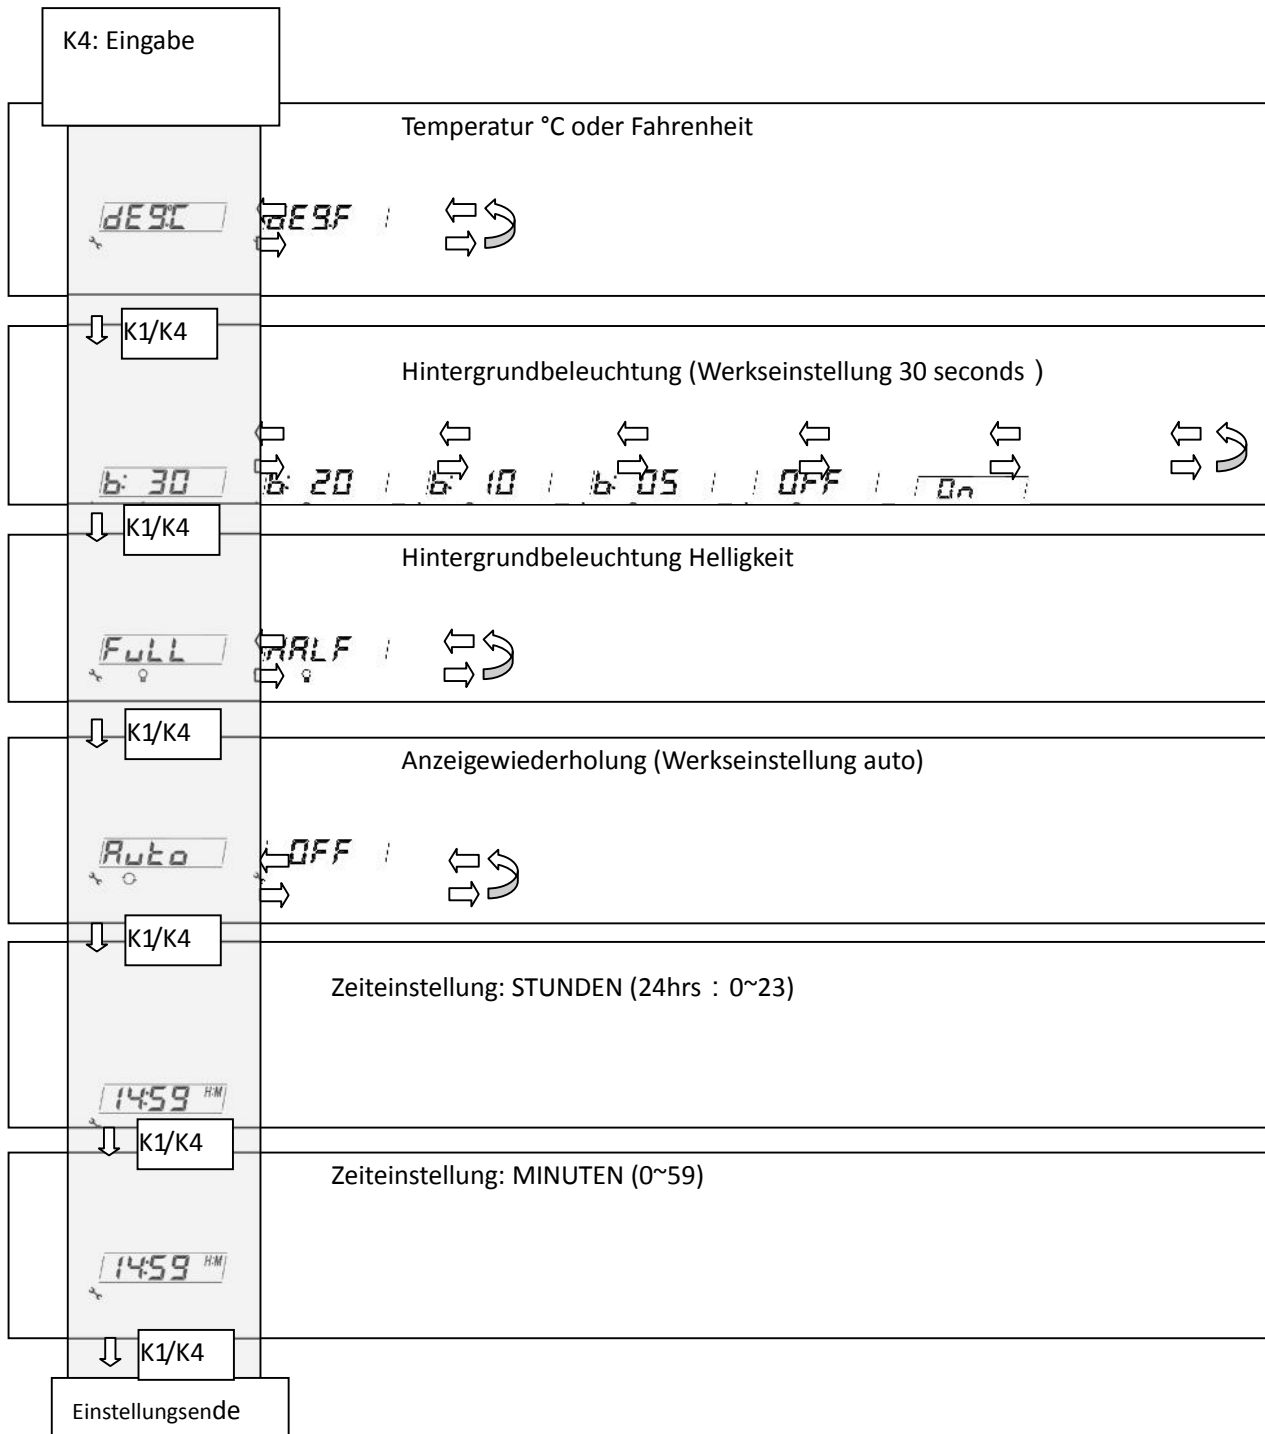 K4: Eingabe
Temperatur °C oder Fahrenheit
dEG°C dEG.F
K1/K4
Hintergrundbeleuchtung (Werkseinstellung 30 seconds )
b: 30 b: 20 b: 10 b: 05 OFF On
K1/K4
Hintergrundbeleuchtung Helligkeit
FuLL HALF
K1/K4
Anzeigewiederholung (Werkseinstellung auto)
Auto OFF
K1/K4
Zeiteinstellung: STUNDEN (24hrs : 0~23)
14:59 H:M
K1/K4
Zeiteinstellung: MINUTEN (0~59)
14:59 H:M
K1/K4
Einstellungsende